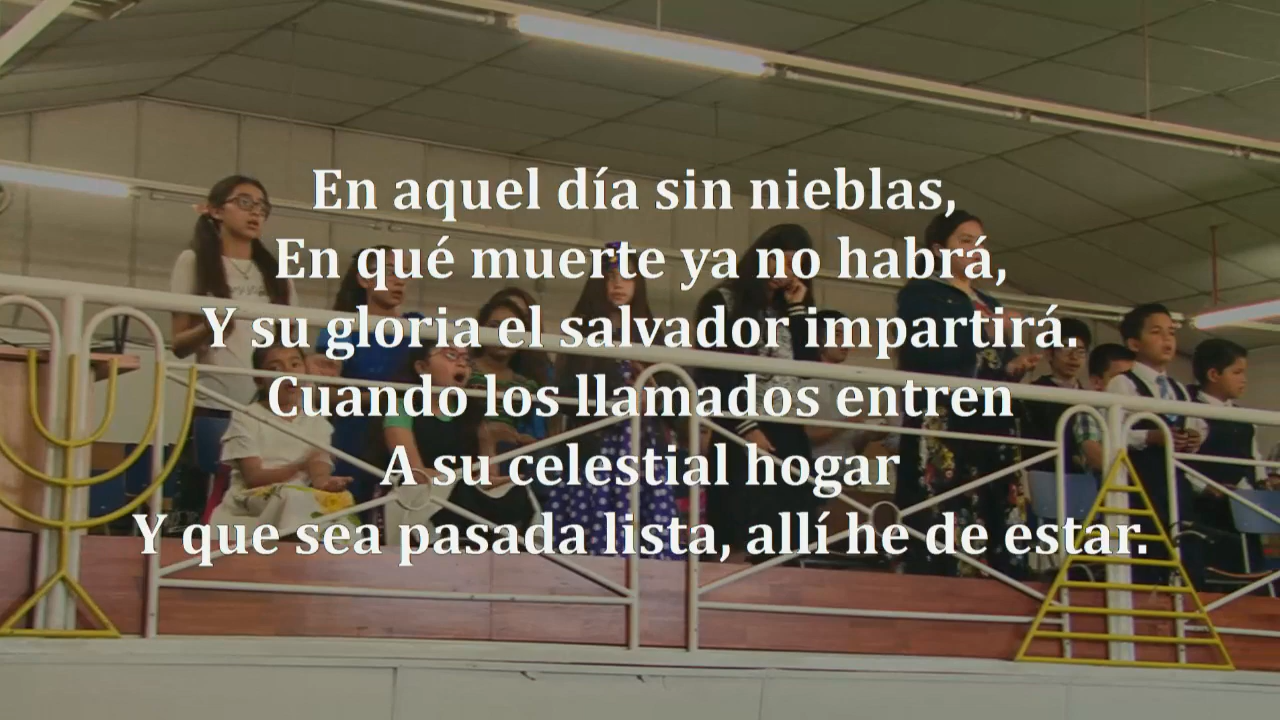 En aquel día sin nieblas,
En qué muerte ya no habrá,
Y su gloria el salvador impartirá.
Cuando los llamados entren
A su celestial hogar
Y que sea pasada lista, allí he de estar.